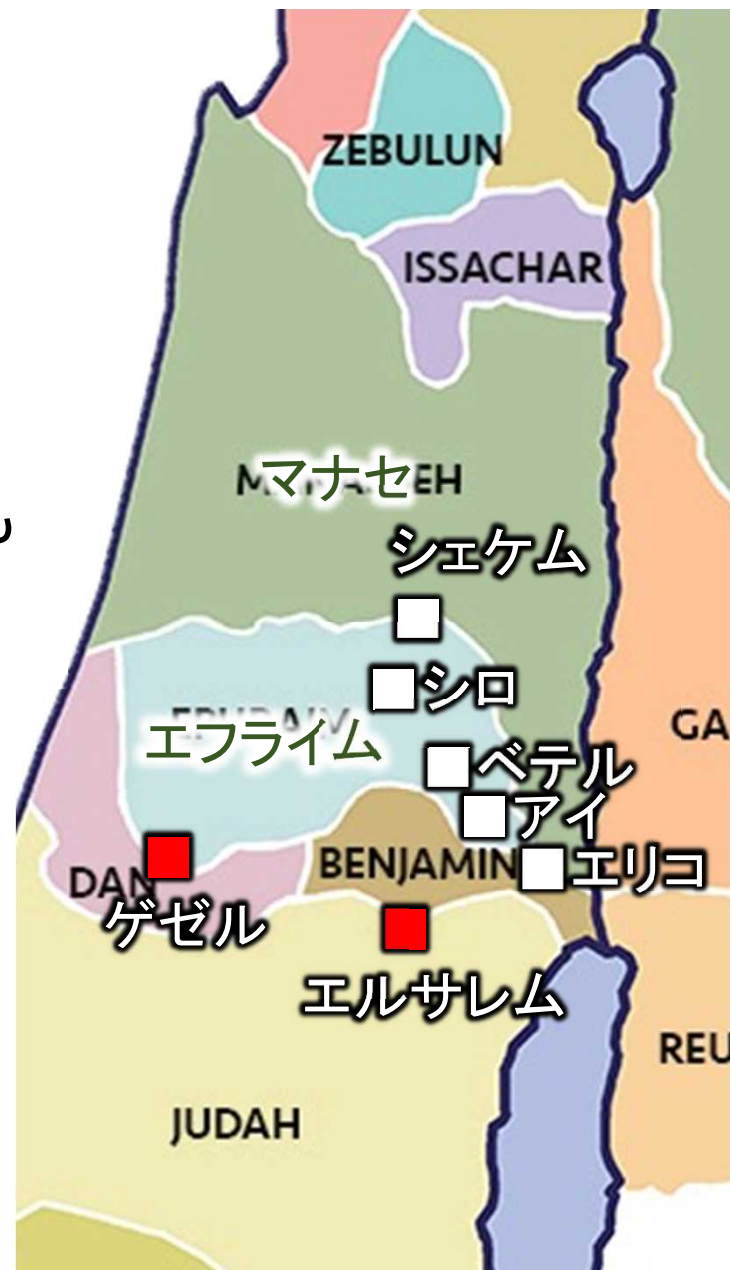 ZEBULUN
ISSACHAR
マナセ
シェケム
シロ
エフライム
GA
ベテル
アイ
BENJAMIN
エリコ
DAN
ゲゼル
エルサレム
REU
JUDAH